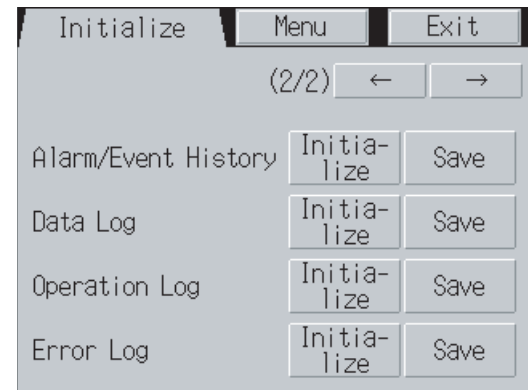 Initialize Menu Exit
(2/2) ← →
Alarm/Event History Initia-
lize Save
Data Log Initia-
lize Save
Operation Log Initia-
lize Save
Error Log Initia-
lize Save